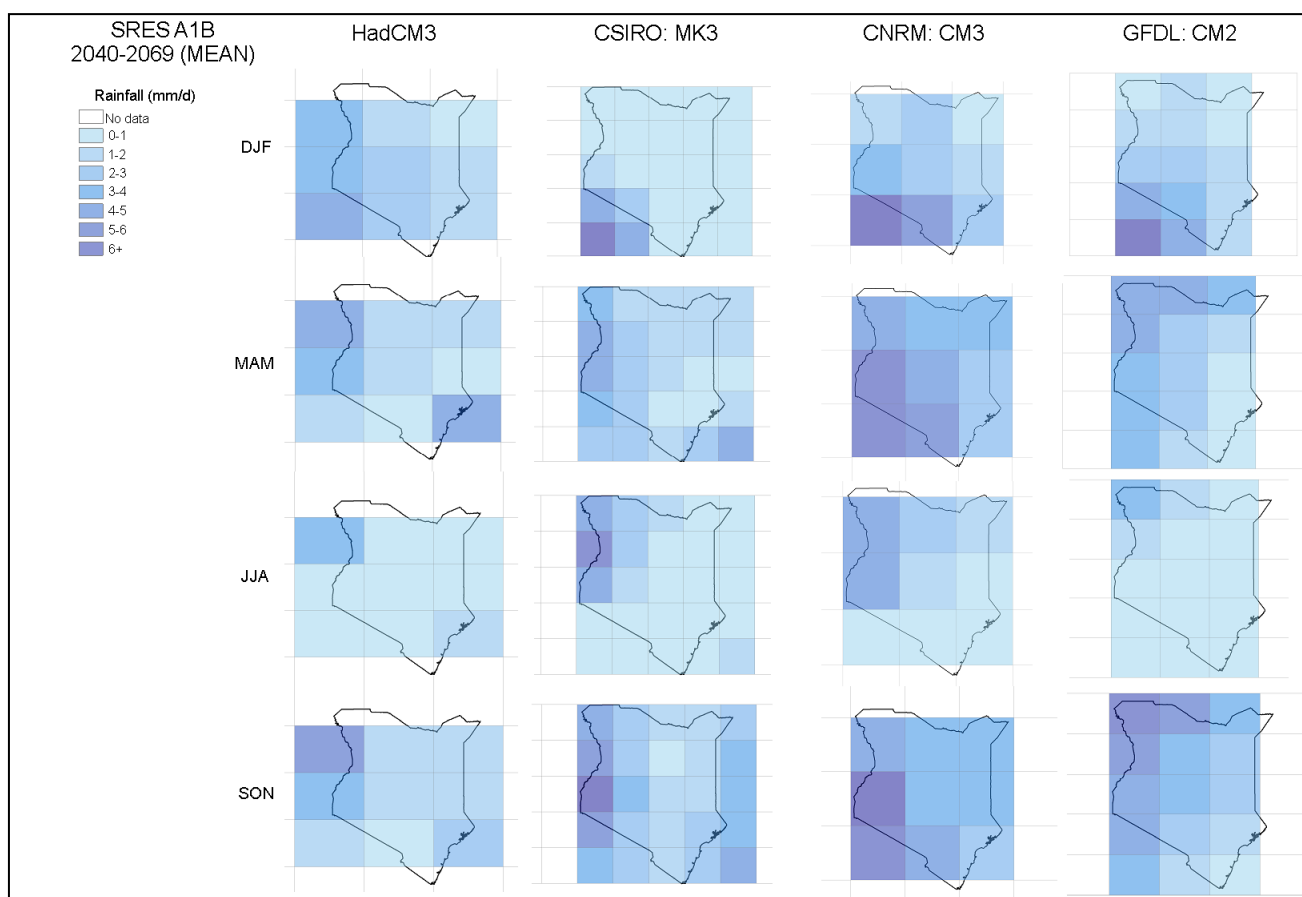 SRES A1B
2040-2069 (MEAN)
HadCM3
CSIRO: MK3
CNRM: CM3
GFDL: CM2
Rainfall (mm/d)
No data
0-1
1-2
2-3
3-4
4-5
5-6
6+
DJF
MAM
JJA
SON